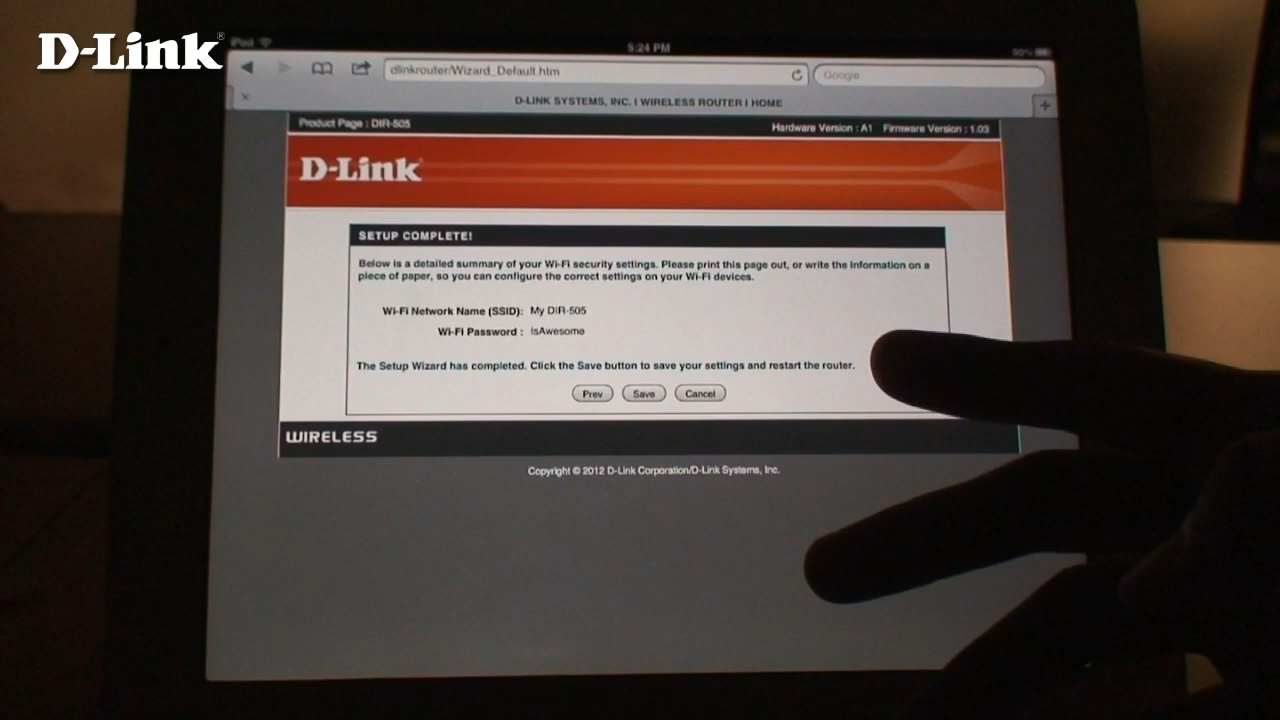 D-Link®
iPad 5:24 PM 90%
dlinkrouter/Wizard_Default.htm Google
D-LINK SYSTEMS, INC. | WIRELESS ROUTER | HOME
Product Page : DIR-505 Hardware Version : A1 Firmware Version : 1.03
D-Link
SETUP COMPLETE!
Below is a detailed summary of your Wi-Fi security settings. Please print this page out, or write the information on a
piece of paper, so you can configure the correct settings on your Wi-Fi devices.
Wi-Fi Network Name (SSID): My DIR-505
Wi-Fi Password : IsAwesome
The Setup Wizard has completed. Click the Save button to save your settings and restart the router.
Prev Save Cancel
WIRELESS
Copyright © 2012 D-Link Corporation/D-Link Systems, Inc.